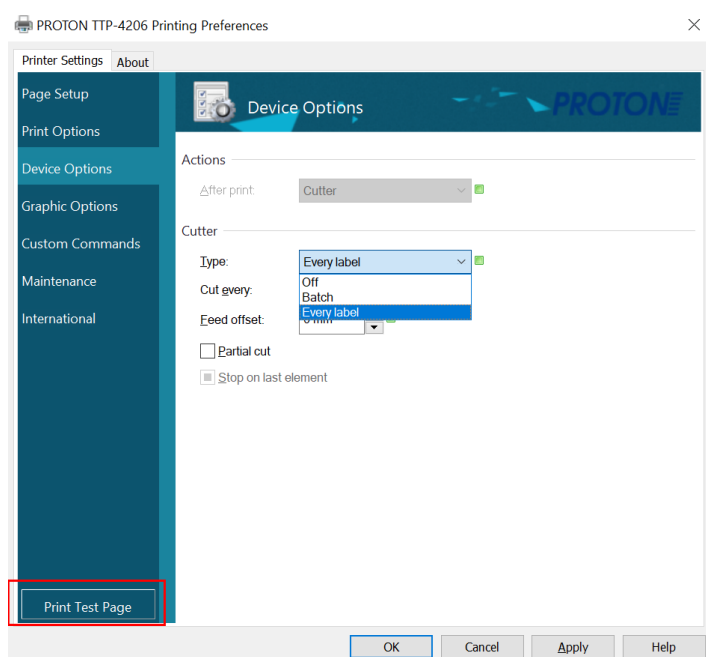 PROTON TTP-4206 Printing Preferences
Printer Settings About
Page Setup
Print Options
Device Options
Graphic Options
Custom Commands
Maintenance
International
Print Test Page
Device Options
PROTON
Actions
After print: Cutter
Cutter
Type: Every label
Off
Batch
Every label
Cut every:
Feed offset: 0 mm
Partial cut
Stop on last element
OK Cancel Apply Help